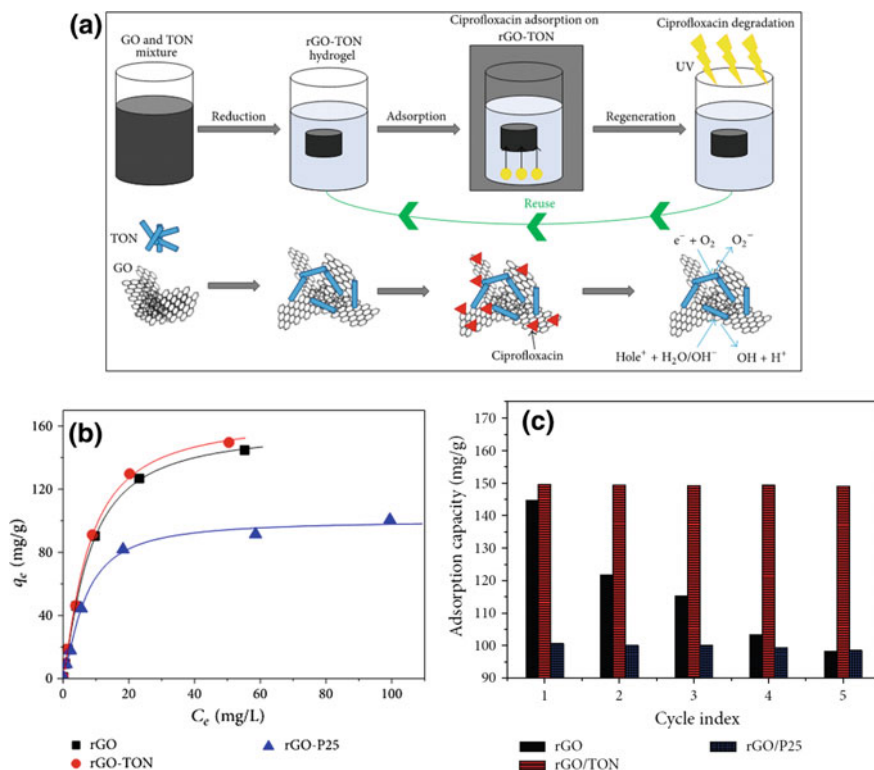 (a)
GO and TON
mixture
rGO-TON
hydrogel
Ciprofloxacin adsorption on
rGO-TON
Ciprofloxacin degradation
UV
Reduction
Adsorption
Regeneration
Reuse
TON
GO
Ciprofloxacin
e⁻ + O₂
O₂⁻
Hole⁺ + H₂O/OH⁻
OH + H⁺
(b)
160
120
80
40
0
qe (mg/g)
0 20 40 60 80 100
Ce (mg/L)
rGO
rGO-TON
rGO-P25
(c)
170
160
150
140
130
120
110
100
90
Adsorption capacity (mg/g)
1 2 3 4 5
Cycle index
rGO
rGO/TON
rGO/P25